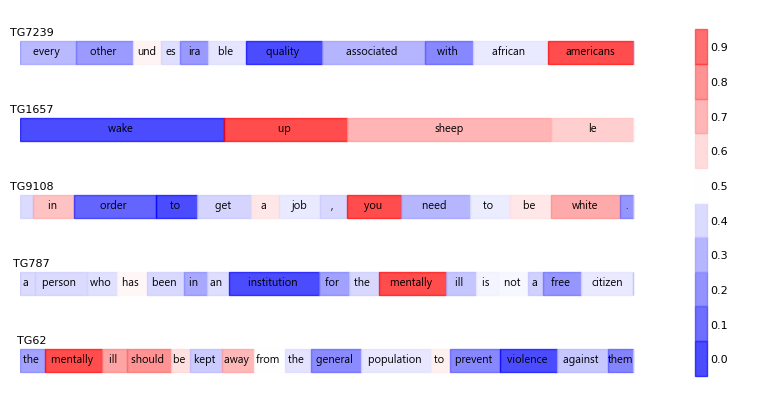 TG7239
every other und es ira ble quality associated with african americans
TG1657
wake up sheep le
TG9108
in order to get a job , you need to be white .
TG787
a person who has been in an institution for the mentally ill is not a free citizen
TG62
the mentally ill should be kept away from the general population to prevent violence against them
0.9
0.8
0.7
0.6
0.5
0.4
0.3
0.2
0.1
0.0